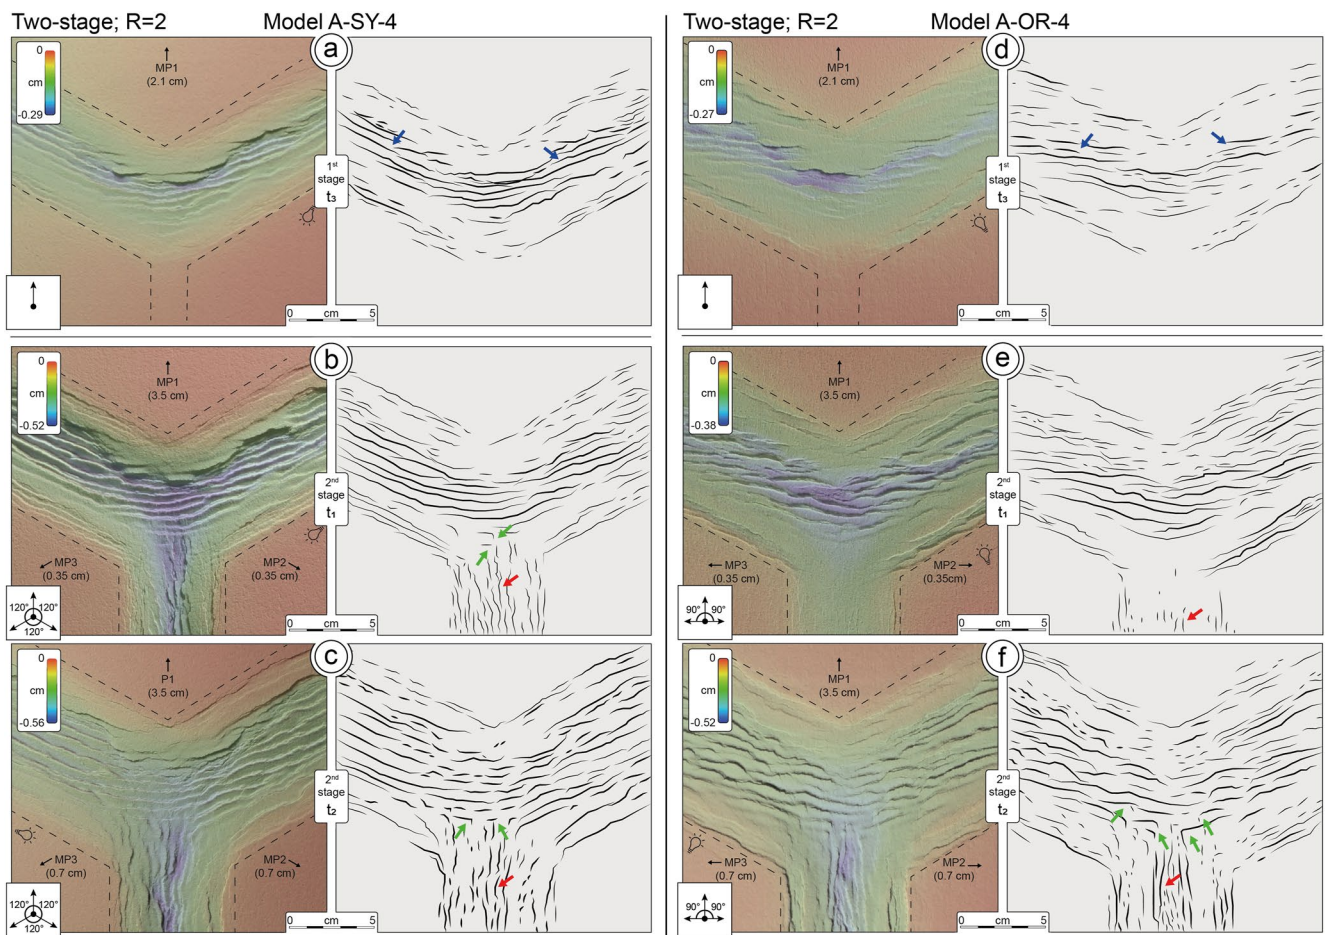 Two-stage; R=2 Model A-SY-4
a
0
cm
-0.29
MP1
(2.1 cm)
1st
stage
t3
0 cm 5
b
0
cm
-0.52
MP1
(3.5 cm)
2nd
stage
t1
MP3
(0.35 cm)
MP2
(0.35 cm)
120° 120°
120°
0 cm 5
c
0
cm
-0.56
P1
(3.5 cm)
2nd
stage
t2
MP3
(0.7 cm)
MP2
(0.7 cm)
120° 120°
120°
0 cm 5
Two-stage; R=2 Model A-OR-4
d
0
cm
-0.27
MP1
(2.1 cm)
1st
stage
t3
0 cm 5
e
0
cm
-0.38
MP1
(3.5 cm)
2nd
stage
t1
MP3
(0.35 cm)
MP2
(0.35cm)
90° 90°
0 cm 5
f
0
cm
-0.52
MP1
(3.5 cm)
2nd
stage
t2
MP3
(0.7 cm)
MP2
(0.7 cm)
90° 90°
0 cm 5